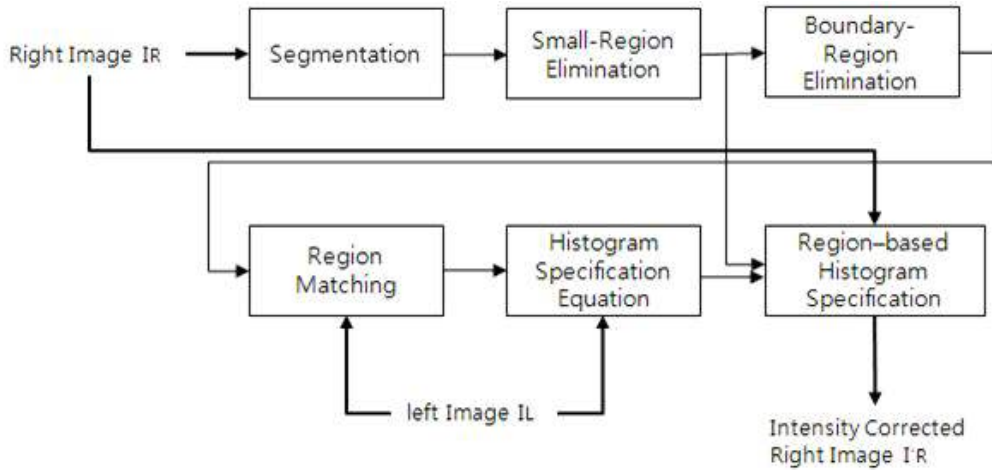 Right Image IR
Segmentation
Small-Region
Elimination
Boundary-
Region
Elimination
Region
Matching
Histogram
Specification
Equation
Region–based
Histogram
Specification
left Image IL
Intensity Corrected
Right Image I'R